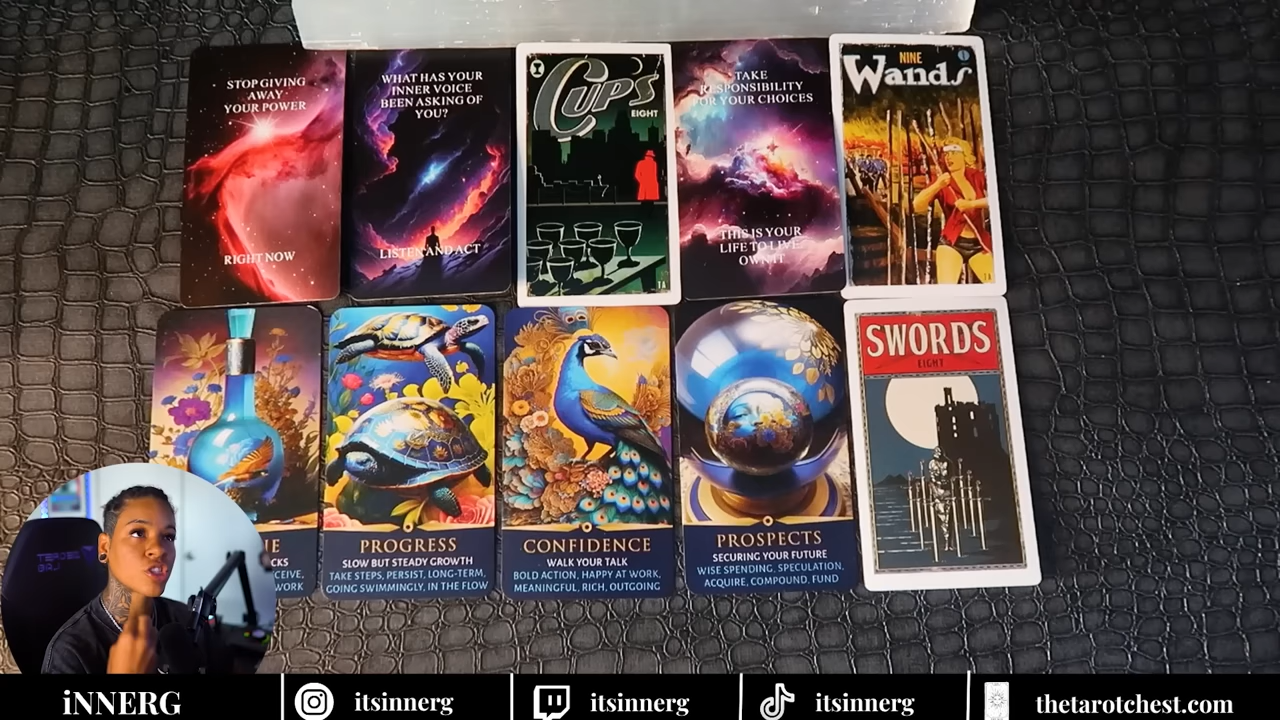 STOP GIVING
AWAY
YOUR POWER
RIGHT NOW
WHAT HAS YOUR
INNER VOICE
BEEN ASKING OF
YOU?
LISTEN AND ACT
CUPS
EIGHT
TAKE
RESPONSIBILITY
FOR YOUR CHOICES
THIS IS YOUR
LIFE TO LIVE.
OWN IT
NINE
Wands
PROGRESS
SLOW BUT STEADY GROWTH
TAKE STEPS, PERSIST, LONG-TERM,
GOING SWIMMINGLY, IN THE FLOW
CONFIDENCE
WALK YOUR TALK
BOLD ACTION, HAPPY AT WORK,
MEANINGFUL, RICH, OUTGOING
PROSPECTS
SECURING YOUR FUTURE
WISE SPENDING, SPECULATION,
ACQUIRE, COMPOUND, FUND
SWORDS
EIGHT
WORK
iNNERG
itsinnerg
itsinnerg
itsinnerg
thetarotchest.com